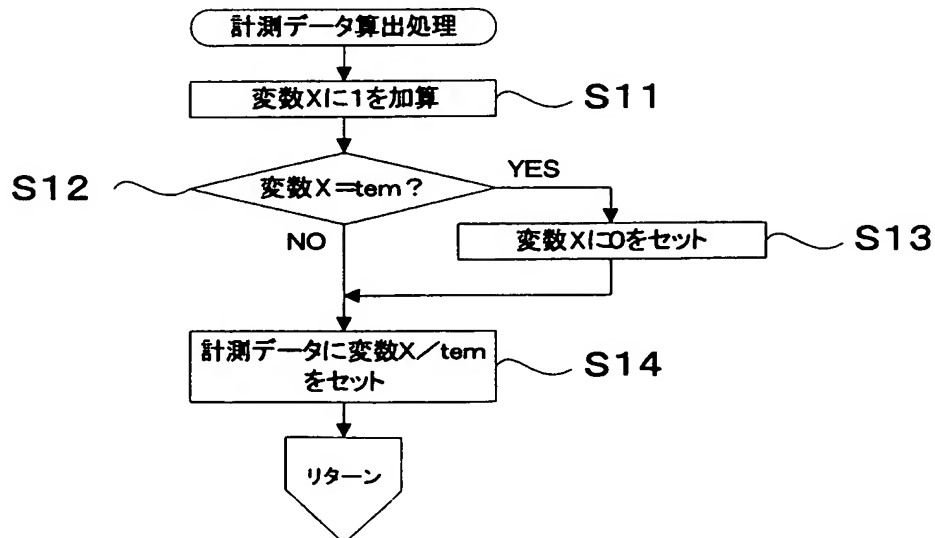 計測データ算出処理
変数Xに1を加算
S11
S12
変数X=tem?
YES
NO
変数Xに0をセット
S13
計測データに変数X/tem
をセット
S14
リターン